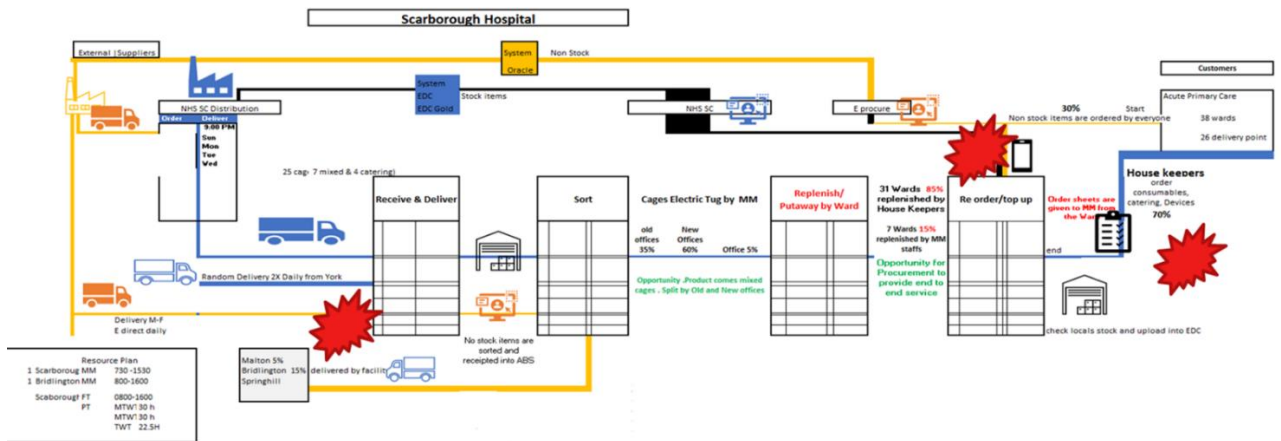 Scarborough Hospital
External |Suppliers
System
Oracle
Non Stock
Customers
System
EDC
EDC Gold
Stock items
NHS SC Distribution
NHS SC
E procure
30%
Start
Non stock items are ordered by everyone
Acute Primary Care
38 wards
26 delivery point
Order Deliver
9.00 PM
Sun
Mon
Tue
Wed
25 cag 7 mixed & 4 catering)
Receive & Deliver
Sort
Cages Electric Tug by MM
Replenish/
Putaway by Ward
31 Wards 85%
replenished by
House Keepers
7 Wards 15%
replenished by MM
staffs
Opportunity for
Procurement to
provide end to
end service
Re order/top up
Order sheets are
given to MM from
the
House keepers
order
consumables,
catering, Devices
70%
old
offices
35%
New
Offices
60%
Office 5%
Opportunity .Product comes mixed
cages . Split by Old and New offices
end
Random Delivery 2X Daily from York
Delivery M-F
E direct daily
No stock items are
sorted and
receipted into ABS
check locals stock and upload into EDC
Malton 5%
Bridlington 15% delivered by facilit
Springhill
Resource Plan
1 Scarboroug MM 730 -1530
1 Bridlington MM 800-1600
Scaborough FT 0800-1600
PT MTW 30 h
MTW 30 h
TWT 22.5H